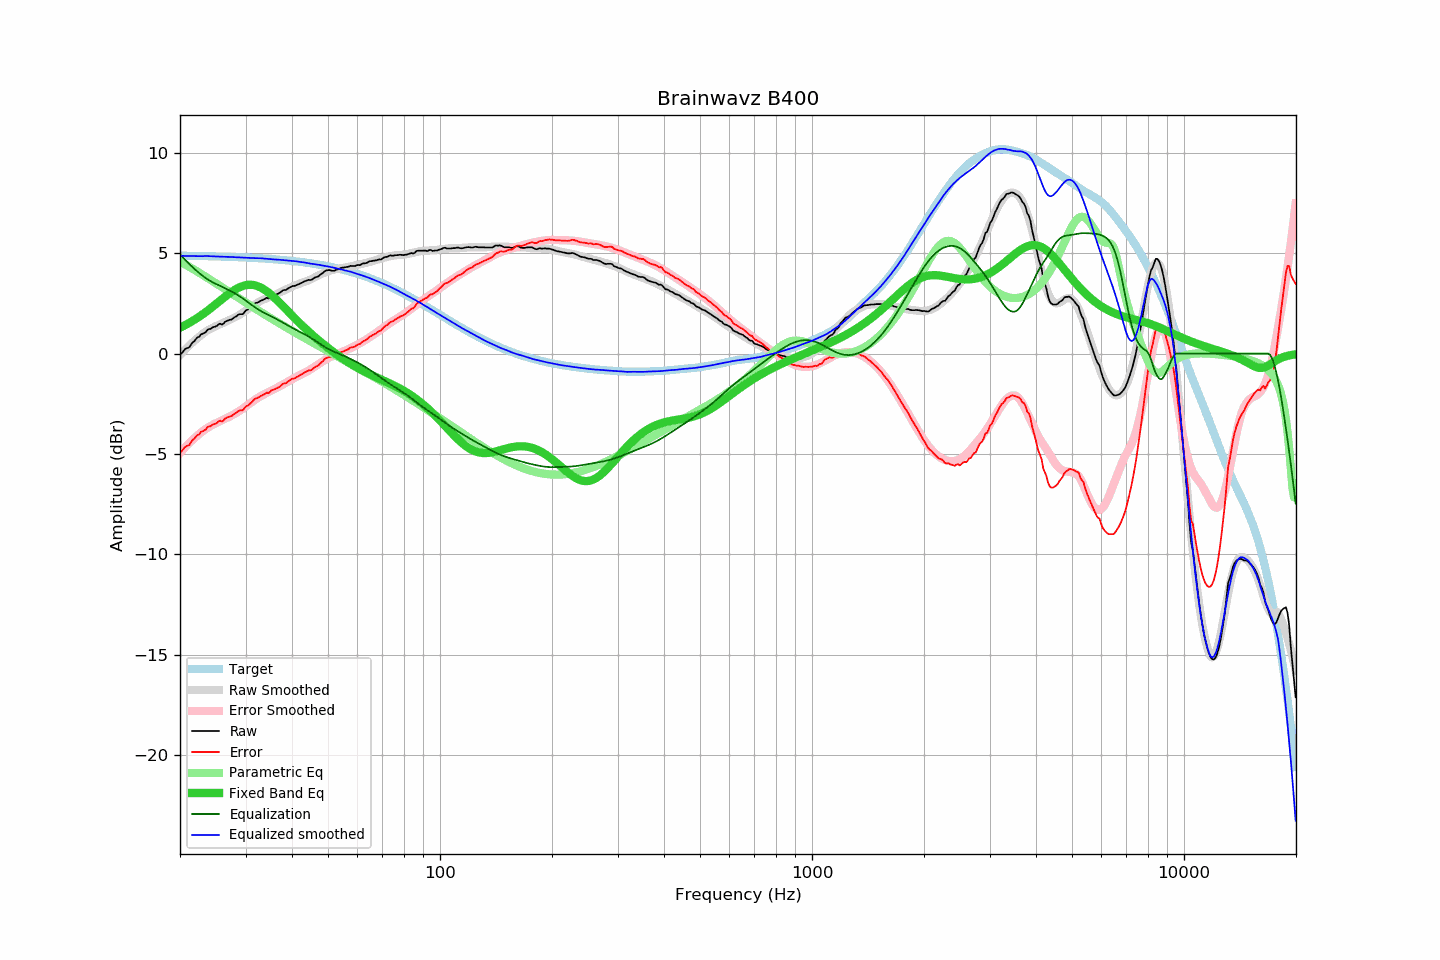 Brainwavz B400
Amplitude (dBr)
10
5
0
−5
−10
−15
−20
Target
Raw Smoothed
Error Smoothed
Raw
Error
Parametric Eq
Fixed Band Eq
Equalization
Equalized smoothed
100
1000
10000
Frequency (Hz)